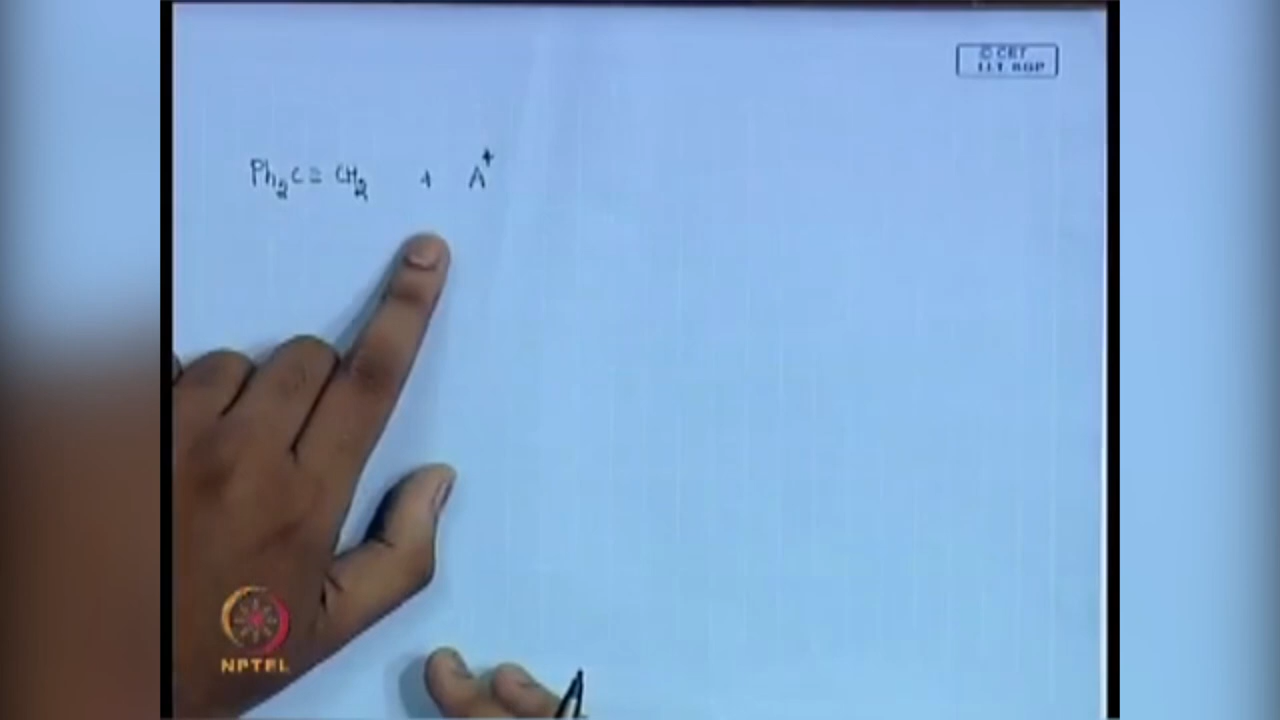 © CET
I.I.T. KGP
Ph₂C = CH₂ + A⁺
NPTEL